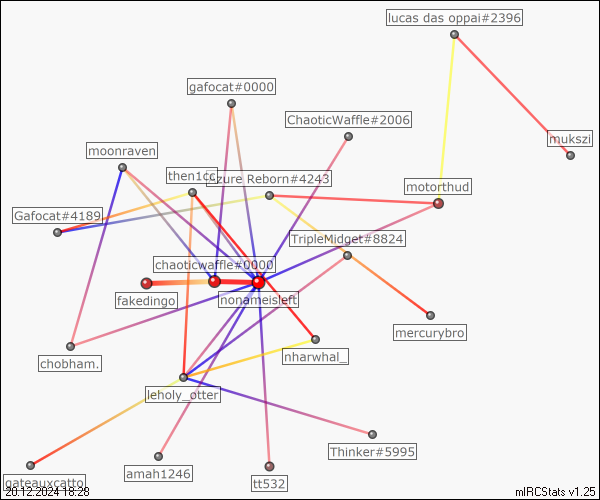 lucas das oppai#2396
gafocat#0000
ChaoticWaffle#2006
mukszi
moonraven
then1cc
zure Reborn#4243
motorthud
Gafocat#4189
TripleMidget#8824
chaoticwaffle#0000
fakedingo
nonameisleft
mercurybro
chobham.
nharwhal_
leholy_otter
Thinker#5995
gateauxcatto
amah1246
tt532
20.12.2024 18:28
mIRCStats v1.25